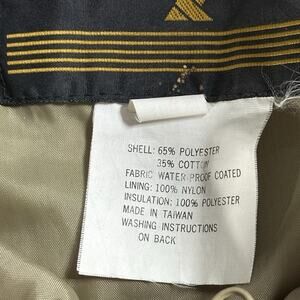 SHELL: 65% POLYESTER
35% COTTON
FABRIC WATER-PROOF COATED
LINING: 100% NYLON
INSULATION: 100% POLYESTER
MADE IN TAIWAN
WASHING INSTRUCTIONS
ON BACK